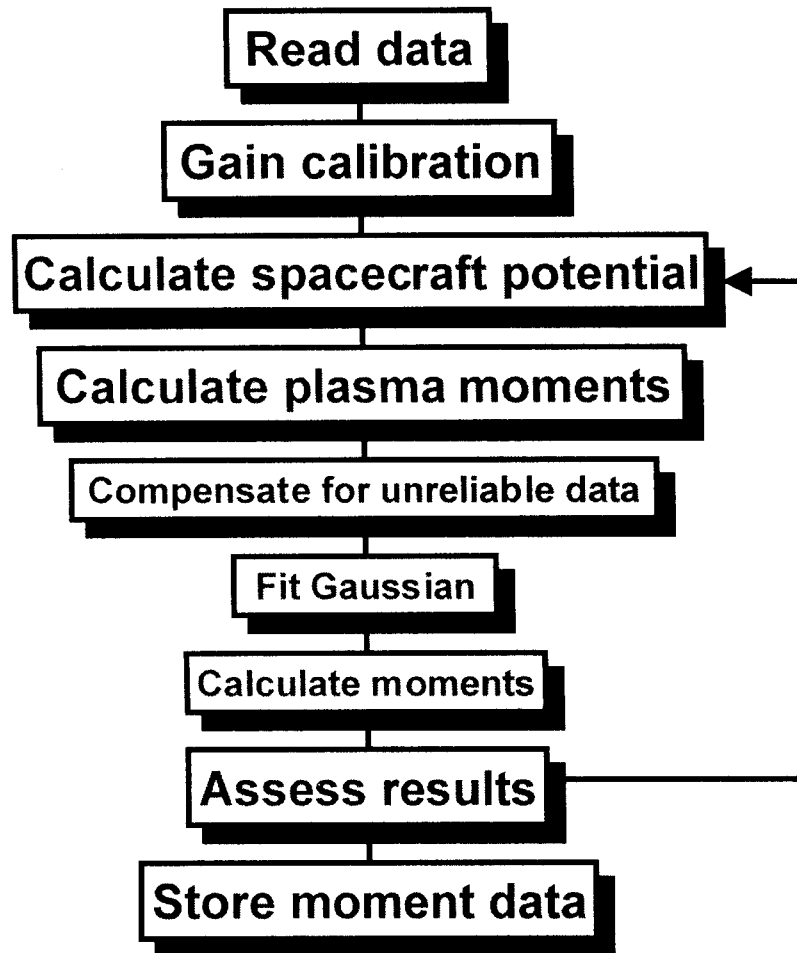 Read data
Gain calibration
Calculate spacecraft potential
Calculate plasma moments
Compensate for unreliable data
Fit Gaussian
Calculate moments
Assess results
Store moment data